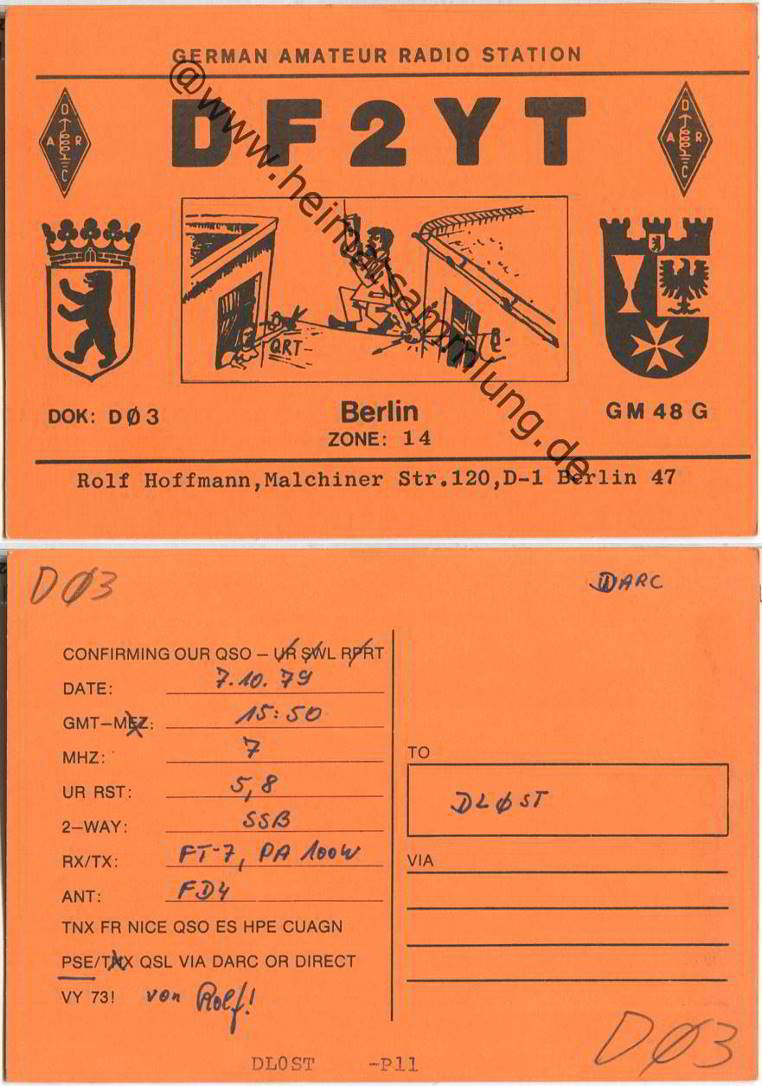 GERMAN AMATEUR RADIO STATION
DF2YT
D A R C
D A R C
@www.heimatsammlung.de
QRT
DOK: DØ3
Berlin
GM 48 G
ZONE: 14
Rolf Hoffmann,Malchiner Str.120,D-1 Berlin 47
DØ3
DARC
CONFIRMING OUR QSO – UR SWL RPRT
DATE: 7.10.79
GMT–MEZ: 15:50
MHZ: 7
TO
UR RST: 5,8
DLØST
2–WAY: SSB
RX/TX: FT-7, PA 100W
VIA
ANT: FD4
TNX FR NICE QSO ES HPE CUAGN
PSE/TNX QSL VIA DARC OR DIRECT
VY 73! von Rolf!
DØ3
DL0ST -P11